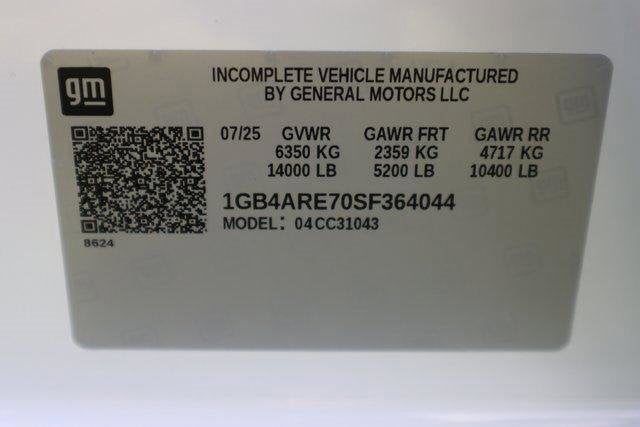 gm
INCOMPLETE VEHICLE MANUFACTURED
BY GENERAL MOTORS LLC
07/25 GVWR GAWR FRT GAWR RR
6350 KG 2359 KG 4717 KG
14000 LB 5200 LB 10400 LB
1GB4ARE70SF364044
MODEL: 04CC31043
8624